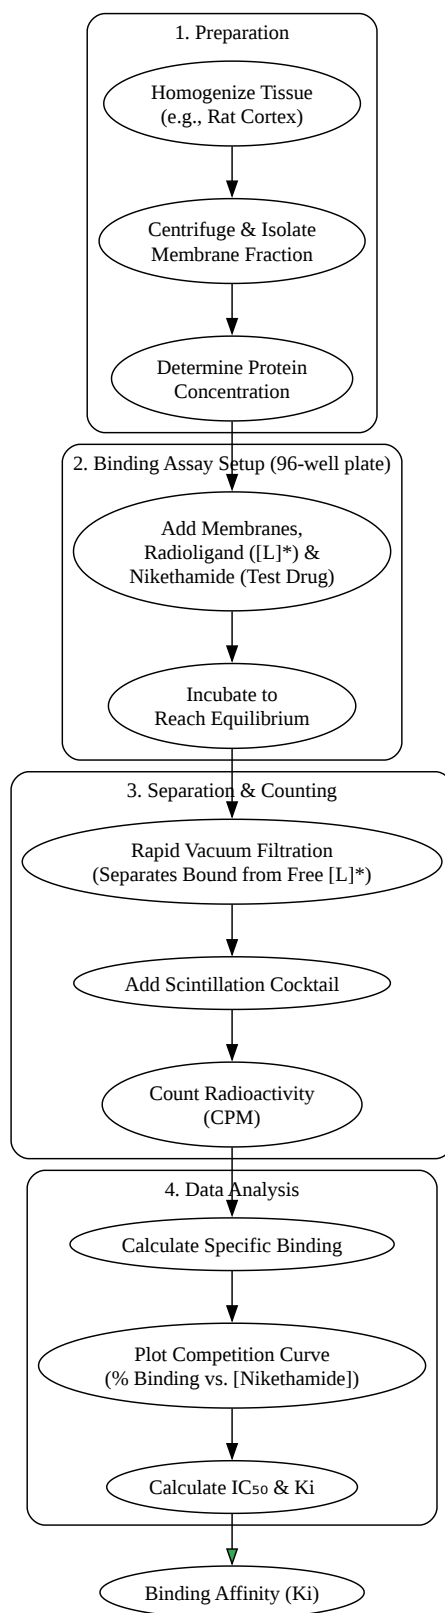 1. Preparation
Homogenize Tissue
(e.g., Rat Cortex)
Centrifuge & Isolate
Membrane Fraction
Determine Protein
Concentration
2. Binding Assay Setup (96-well plate)
Add Membranes,
Radioligand ([L]*) &
Nikethamide (Test Drug)
Incubate to
Reach Equilibrium
3. Separation & Counting
Rapid Vacuum Filtration
(Separates Bound from Free [L]*)
Add Scintillation Cocktail
Count Radioactivity
(CPM)
4. Data Analysis
Calculate Specific Binding
Plot Competition Curve
(% Binding vs. [Nikethamide])
Calculate IC₅₀ & Ki
Binding Affinity (Ki)